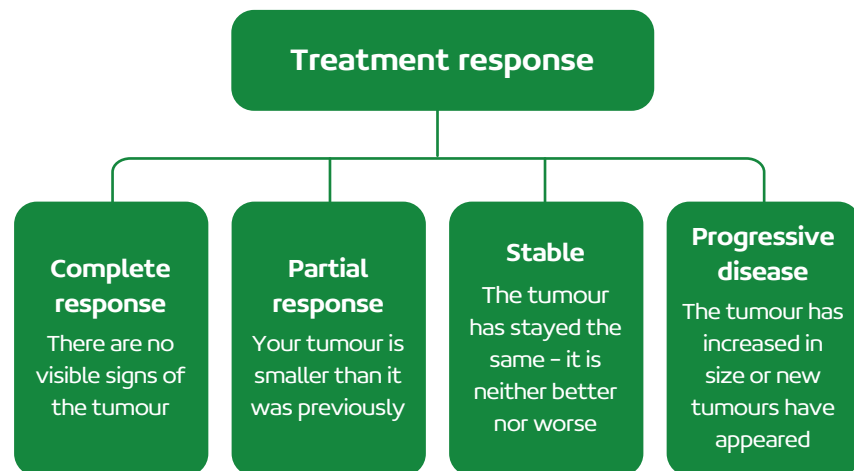 Treatment response
Complete
response
There are no
visible signs of
the tumour
Partial
response
Your tumour is
smaller than it
was previously
Stable
The tumour
has stayed the
same – it is
neither better
nor worse
Progressive
disease
The tumour has
increased in
size or new
tumours have
appeared